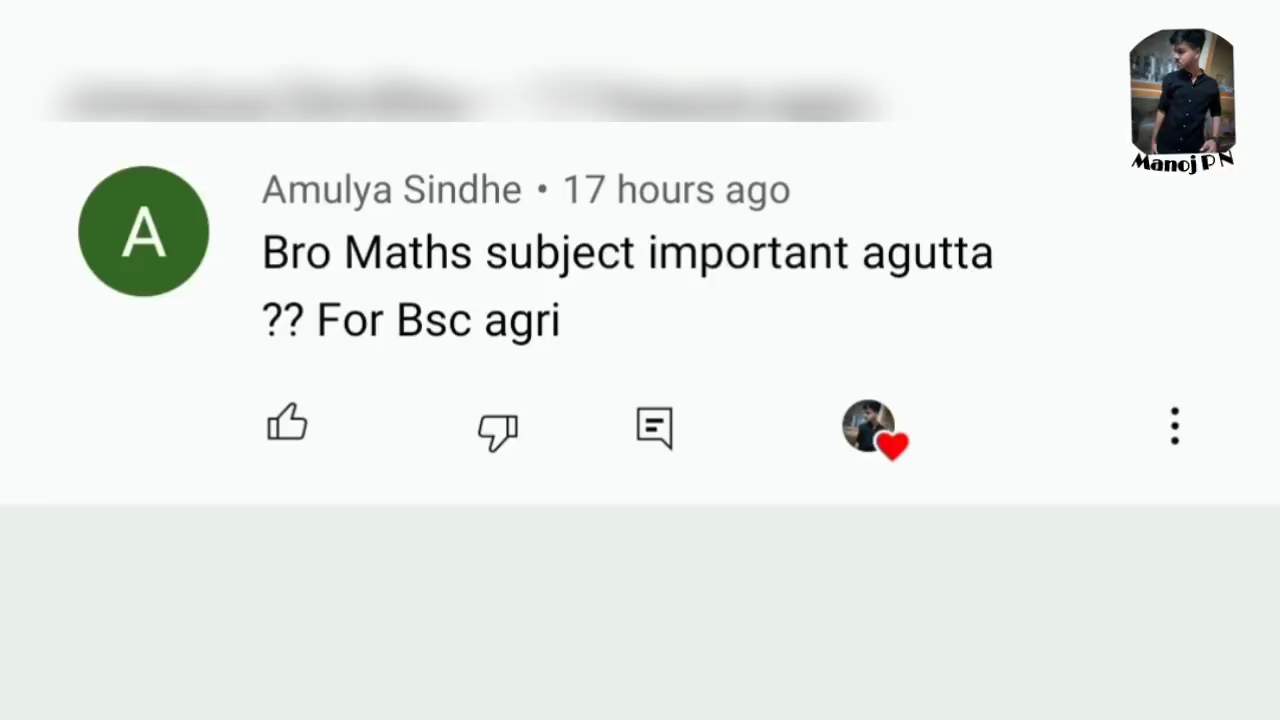 Manoj P N
Amulya Sindhe • 17 hours ago
A
Bro Maths subject important agutta
?? For Bsc agri